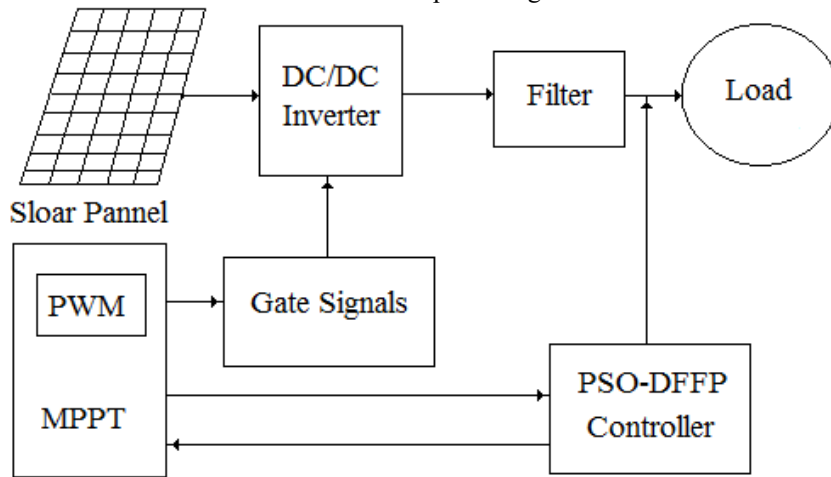 DC/DC
Inverter
Filter
Load
Sloar Pannel
PWM
Gate Signals
MPPT
PSO-DFFP
Controller